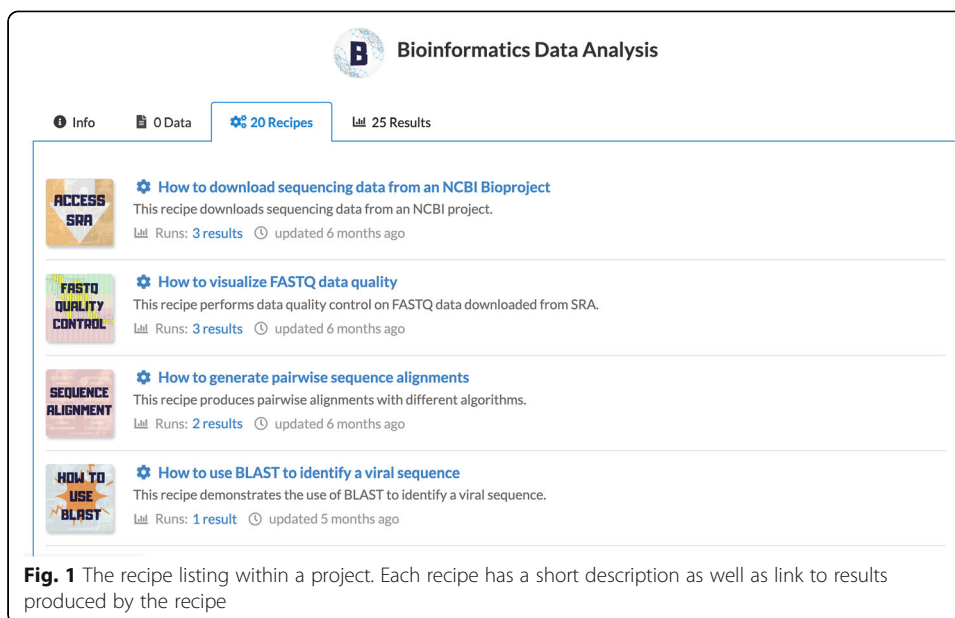 B Bioinformatics Data Analysis
Info 0 Data 20 Recipes 25 Results
ACCESS
SRA
How to download sequencing data from an NCBI Bioproject
This recipe downloads sequencing data from an NCBI project.
Runs: 3 results updated 6 months ago
FASTQ
QUALITY
CONTROL
How to visualize FASTQ data quality
This recipe performs data quality control on FASTQ data downloaded from SRA.
Runs: 3 results updated 6 months ago
SEQUENCE
ALIGNMENT
How to generate pairwise sequence alignments
This recipe produces pairwise alignments with different algorithms.
Runs: 2 results updated 6 months ago
HOW TO
USE
BLAST
How to use BLAST to identify a viral sequence
This recipe demonstrates the use of BLAST to identify a viral sequence.
Runs: 1 result updated 5 months ago
Fig. 1 The recipe listing within a project. Each recipe has a short description as well as link to results
produced by the recipe